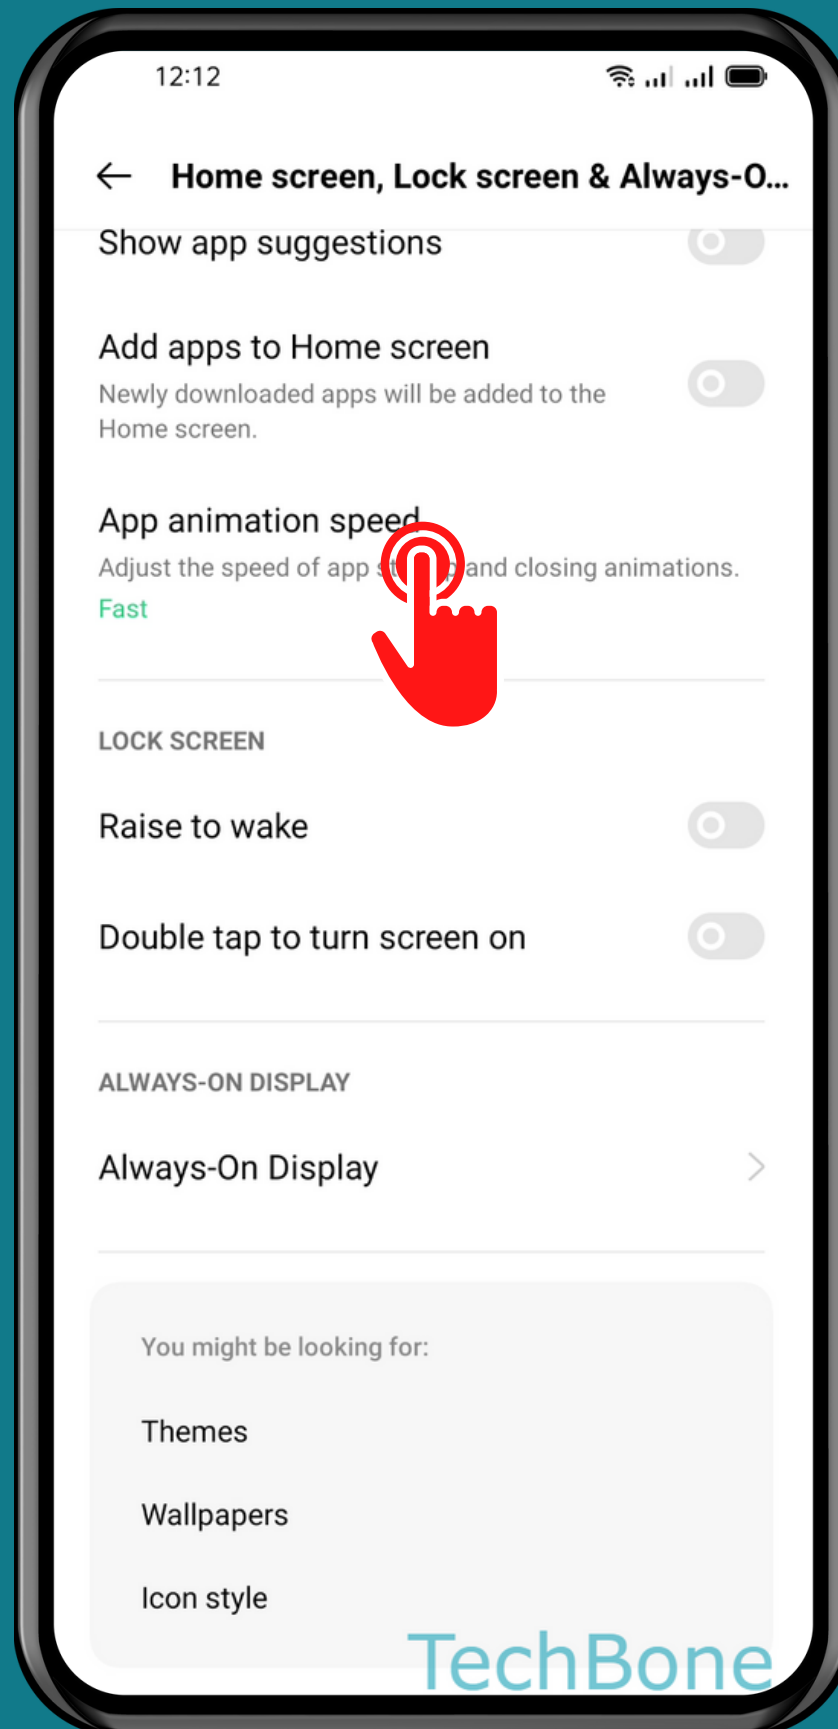 12:12
Home screen, Lock screen & Always-O...
Show app suggestions
Add apps to Home screen
Newly downloaded apps will be added to the
Home screen.
App animation speed
Adjust the speed of app and closing animations.
Fast
LOCK SCREEN
Raise to wake
Double tap to turn screen on
ALWAYS-ON DISPLAY
Always-On Display
You might be looking for:
Themes
Wallpapers
Icon style
TechBone